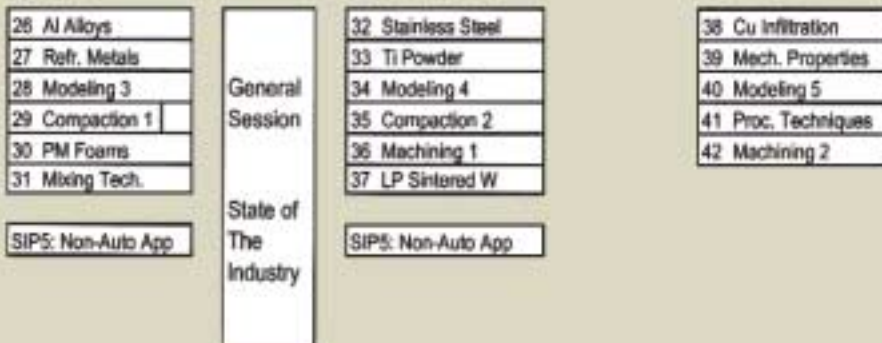 26 Al Alloys
27 Refr. Metals
28 Modeling 3
29 Compaction 1
30 PM Foams
31 Mixing Tech.
SIP5: Non-Auto App
General
Session
State of
The
Industry
32 Stainless Steel
33 Ti Powder
34 Modeling 4
35 Compaction 2
36 Machining 1
37 LP Sintered W
SIP5: Non-Auto App
38 Cu Infiltration
39 Mech. Properties
40 Modeling 5
41 Proc. Techniques
42 Machining 2